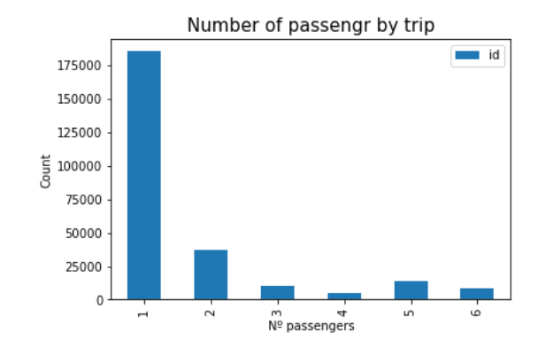 Number of passengr by trip
id
175000
150000
125000
100000
75000
50000
25000
0
Count
1 2 3 4 5 6
Nº passengers